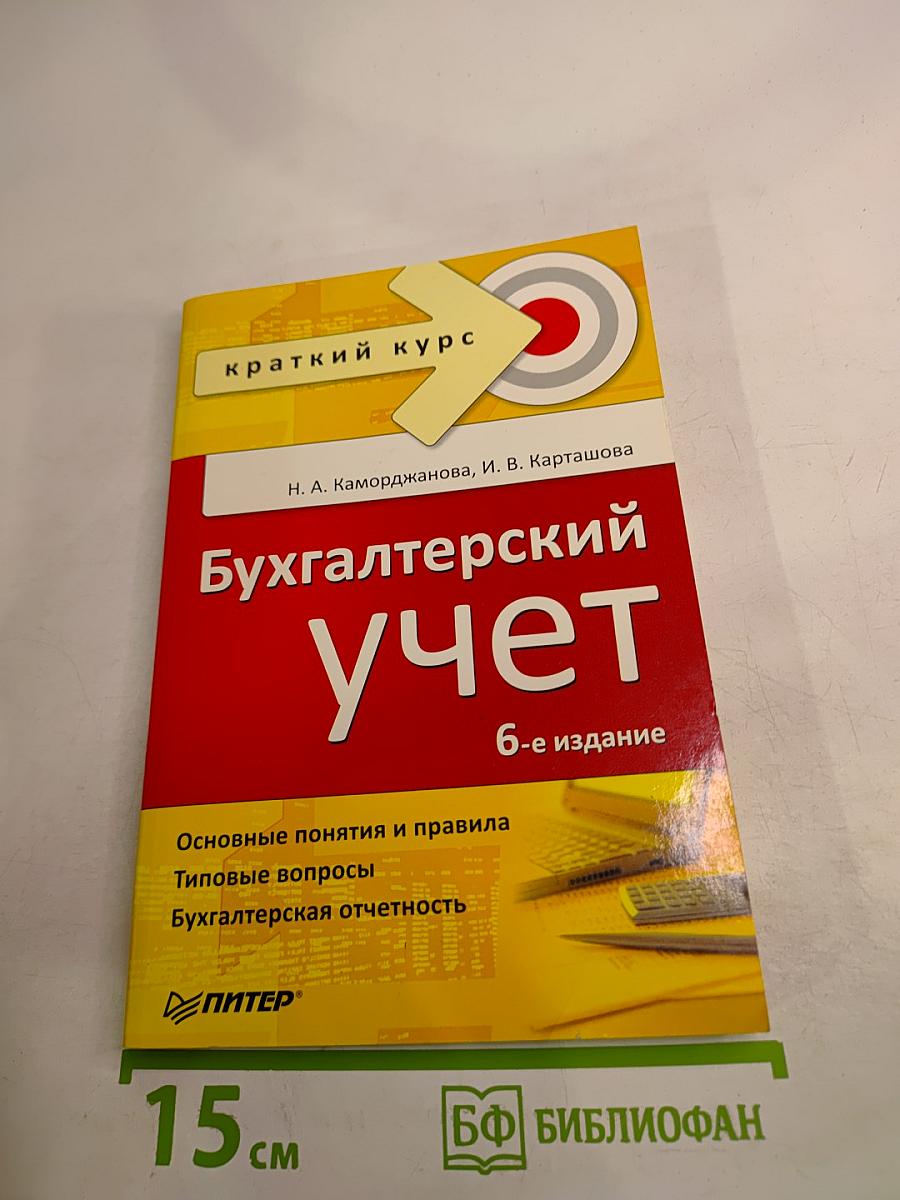 краткий курс
Н. А. Каморджанова, И. В. Карташова
Бухгалтерский
учет
6-е издание
Основные понятия и правила
Типовые вопросы
Бухгалтерская отчетность
ПИТЕР®
15 см
БФ БИБЛИОФАН